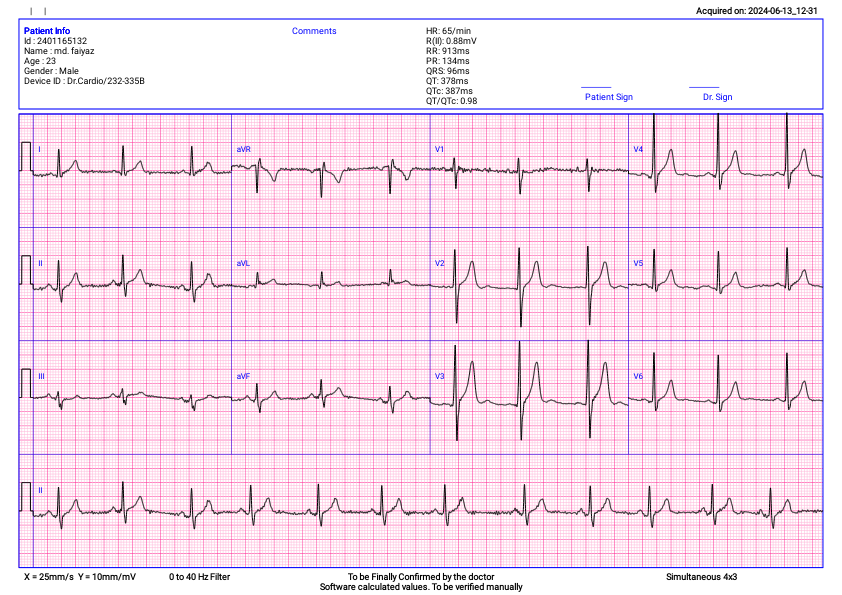 Acquired on: 2024-06-13_12-31
Patient Info
Id : 2401165132
Name : md. faiyaz
Age : 23
Gender : Male
Device ID : Dr.Cardio/232-335B
Comments
HR: 65/min
R(II): 0.88mV
RR: 913ms
PR: 134ms
QRS: 96ms
QT: 378ms
QTc: 387ms
QT/QTc: 0.98
Patient Sign
Dr. Sign
I
aVR
V1
V4
II
aVL
V2
V5
III
aVF
V3
V6
II
X = 25mm/s Y = 10mm/mV
0 to 40 Hz Filter
To be Finally Confirmed by the doctor
Software calculated values. To be verified manually
Simultaneous 4x3